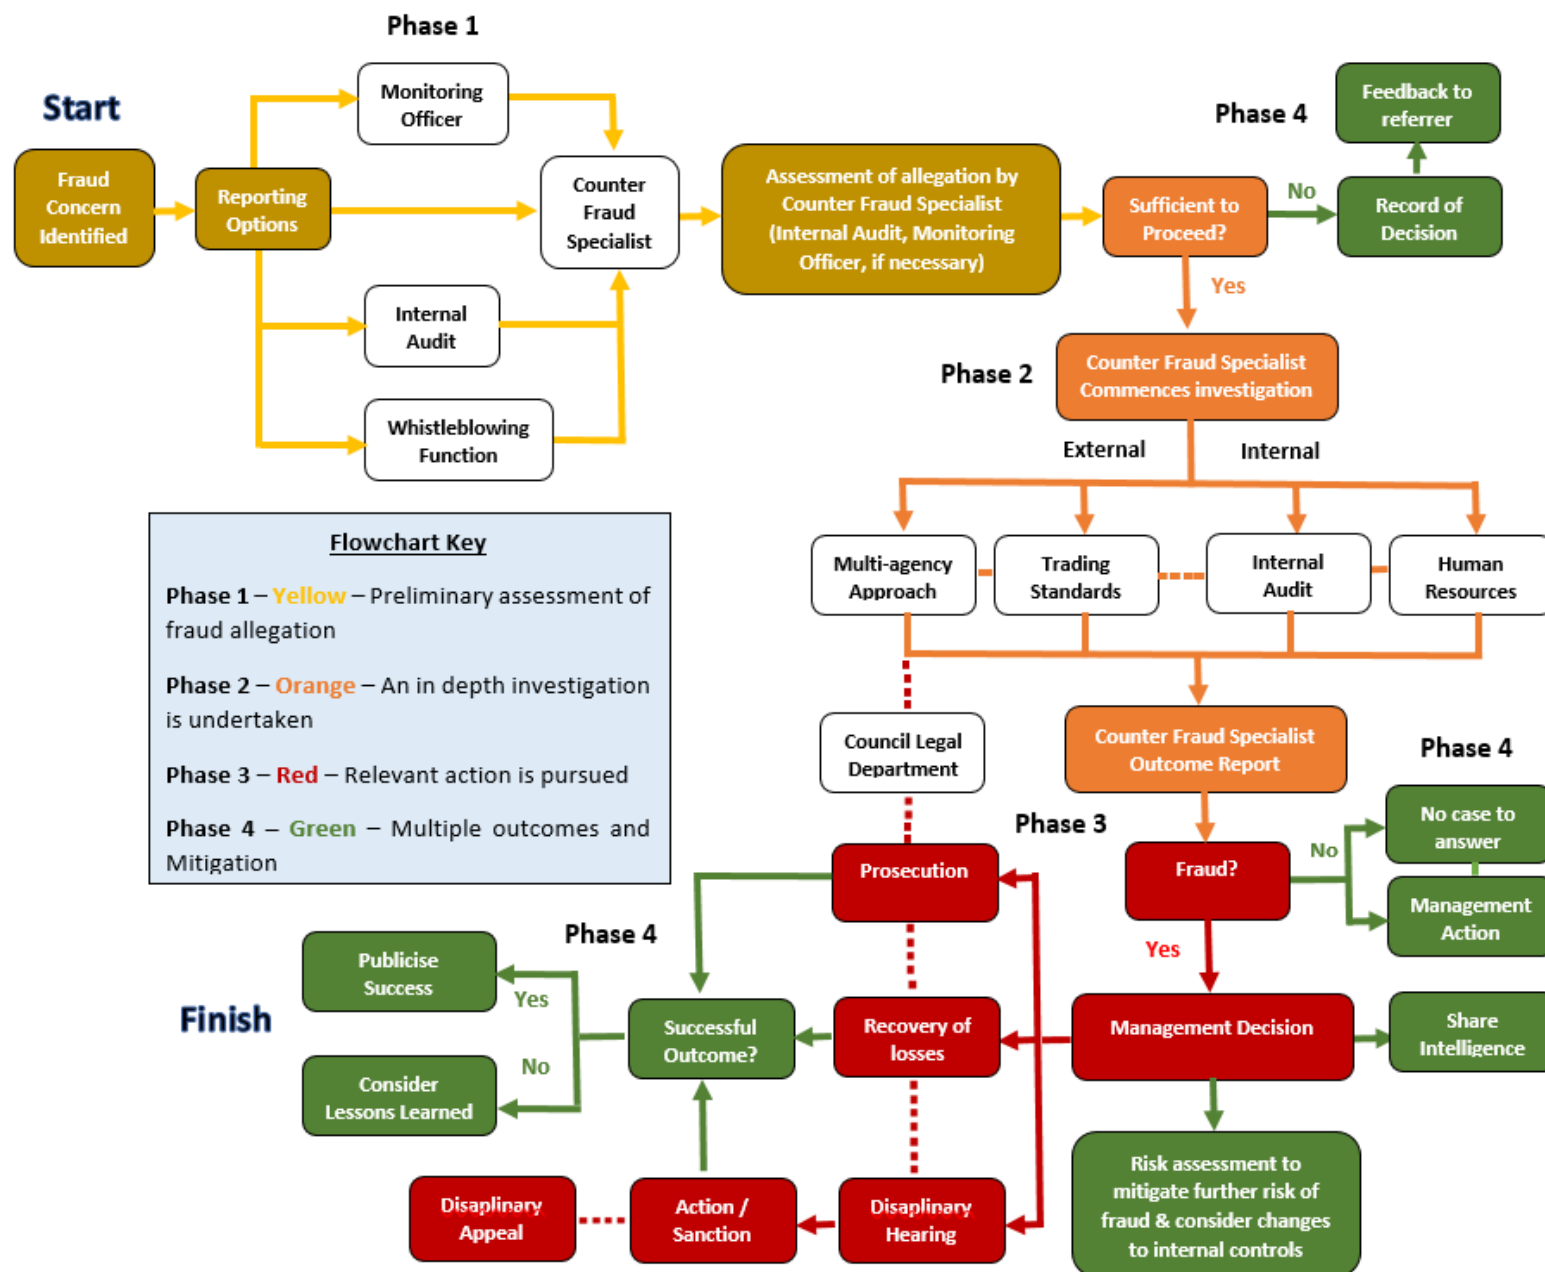 Phase 1
Start
Monitoring
Officer
Fraud
Concern
Identified
Reporting
Options
Counter
Fraud
Specialist
Internal
Audit
Whistleblowing
Function
Assessment of allegation by
Counter Fraud Specialist
(Internal Audit, Monitoring
Officer, if necessary)
Sufficient to
Proceed?
No
Yes
Phase 4
Feedback to
referrer
Record of
Decision
Phase 2
Counter Fraud Specialist
Commences investigation
External
Internal
Multi-agency
Approach
Trading
Standards
Internal
Audit
Human
Resources
Flowchart Key
Phase 1 – Yellow – Preliminary assessment of
fraud allegation
Phase 2 – Orange – An in depth investigation
is undertaken
Phase 3 – Red – Relevant action is pursued
Phase 4 – Green – Multiple outcomes and
Mitigation
Council Legal
Department
Counter Fraud Specialist
Outcome Report
Phase 4
No case to
answer
Management
Action
Phase 3
Fraud?
No
Yes
Prosecution
Management Decision
Share
Intelligence
Recovery of
losses
Risk assessment to
mitigate further risk of
fraud & consider changes
to internal controls
Disaplinary
Hearing
Action /
Sanction
Disaplinary
Appeal
Phase 4
Successful
Outcome?
Yes
No
Publicise
Success
Consider
Lessons Learned
Finish